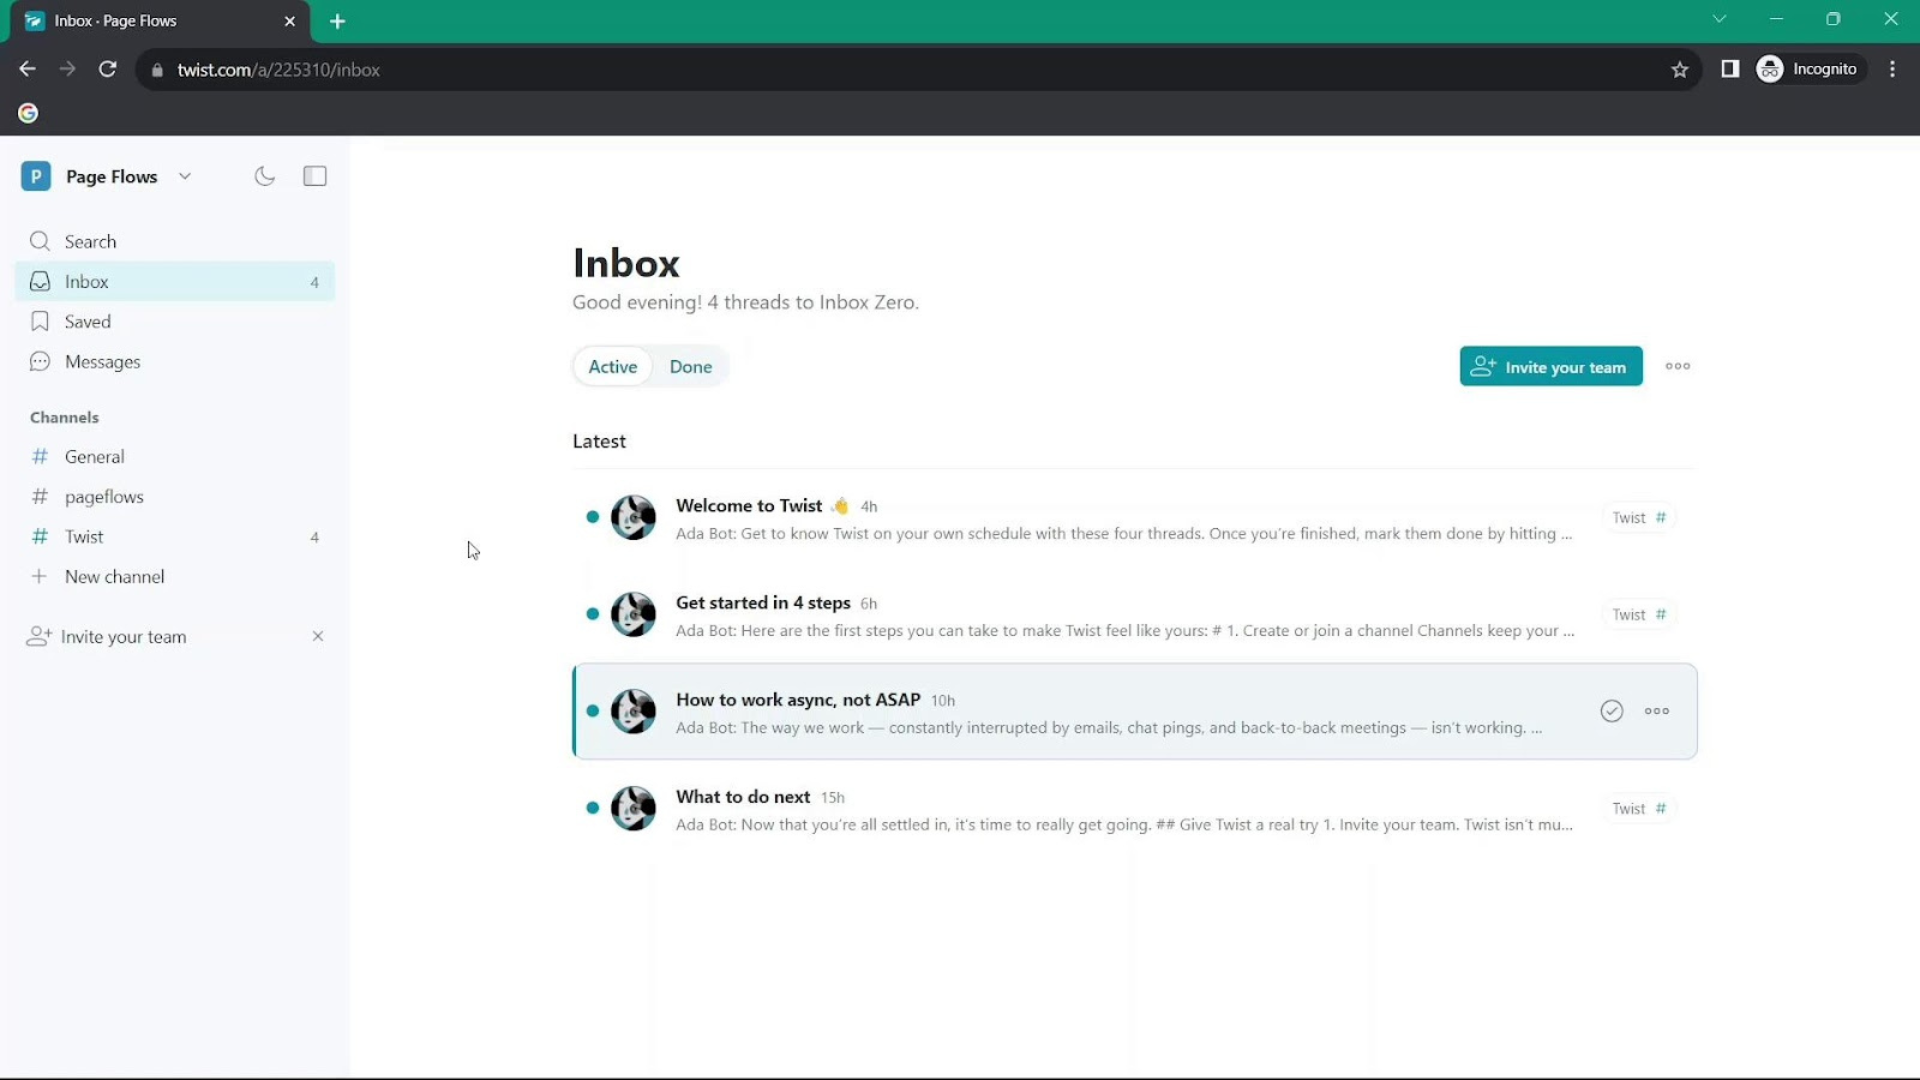 Inbox · Page Flows
twist.com/a/225310/inbox
Incognito
P Page Flows
Search
Inbox 4
Saved
Messages
Channels
# General
# pageflows
# Twist 4
+ New channel
Invite your team
Inbox
Good evening! 4 threads to Inbox Zero.
Active Done
Invite your team
Latest
Welcome to Twist 👋 4h
Ada Bot: Get to know Twist on your own schedule with these four threads. Once you're finished, mark them done by hitting ...
Twist #
Get started in 4 steps 6h
Ada Bot: Here are the first steps you can take to make Twist feel like yours: # 1. Create or join a channel Channels keep your ...
Twist #
How to work async, not ASAP 10h
Ada Bot: The way we work — constantly interrupted by emails, chat pings, and back-to-back meetings — isn't working. ...
What to do next 15h
Ada Bot: Now that you're all settled in, it's time to really get going. ## Give Twist a real try 1. Invite your team. Twist isn't mu...
Twist #